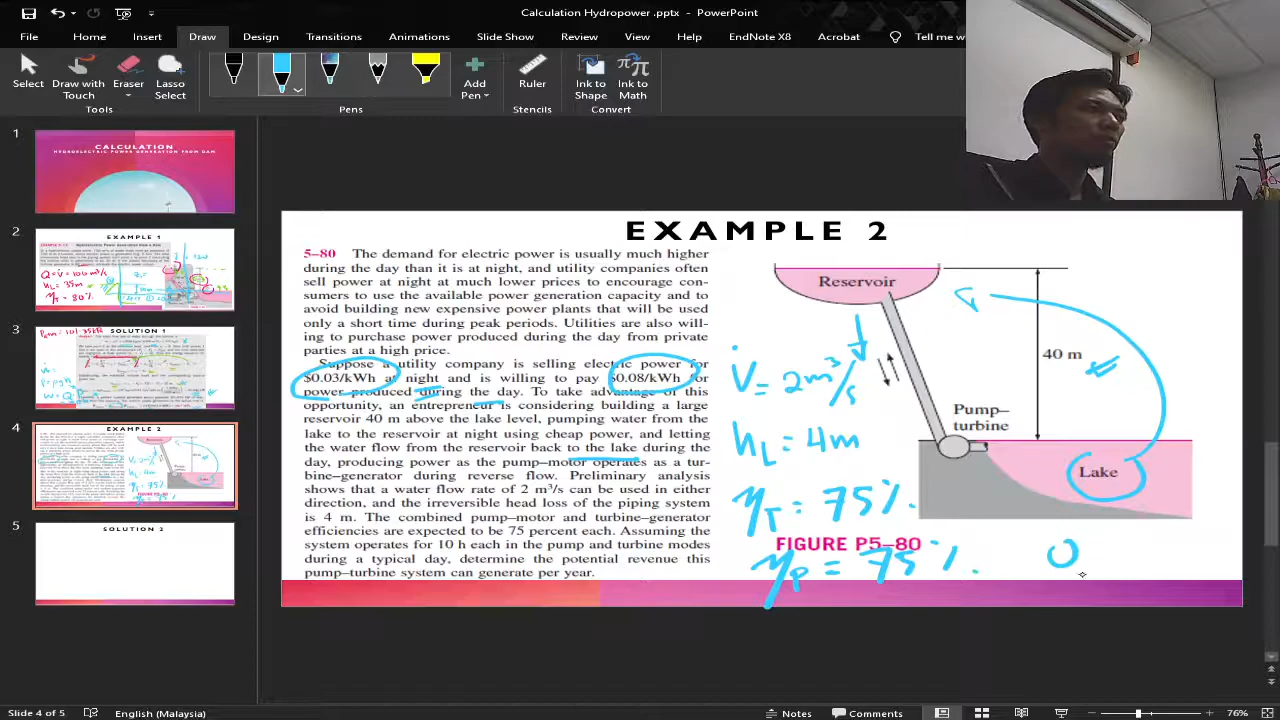 Calculation Hydropower .pptx - PowerPoint
File Home Insert Draw Design Transitions Animations Slide Show Review View Help EndNote X8 Acrobat Tell me w
Select
Draw with
Touch
Eraser
Lasso
Select
Tools
Pens
Add
Pen
Ruler
Stencils
Ink to
Shape
Ink to
Math
Convert
1
CALCULATION
HYDROELECTRIC POWER GENERATION FROM DAM
2
EXAMPLE 1
3
SOLUTION 1
4
EXAMPLE 2
5
SOLUTION 2
EXAMPLE 2
5–80 The demand for electric power is usually much higher
during the day than it is at night, and utility companies often
sell power at night at much lower prices to encourage con-
sumers to use the available power generation capacity and to
avoid building new expensive power plants that will be used
only a short time during peak periods. Utilities are also will-
ing to purchase power produced during the day from private
parties at a high price.
Suppose a utility company is selling electric power for
$0.03/kWh at night and is willing to pay $0.08/kWh for
power produced during the day. To take advantage of this
opportunity, an entrepreneur is considering building a large
reservoir 40 m above the lake level, pumping water from the
lake to the reservoir at night using cheap power, and letting
the water flow from the reservoir back to the lake during the
day, producing power as the pump–motor operates as a tur-
bine–generator during reverse flow. Preliminary analysis
shows that a water flow rate of 2 m³/s can be used in either
direction, and the irreversible head loss of the piping system
is 4 m. The combined pump–motor and turbine–generator
efficiencies are expected to be 75 percent each. Assuming the
system operates for 10 h each in the pump and turbine modes
during a typical day, determine the potential revenue this
pump–turbine system can generate per year.
Reservoir
40 m
Pump–
turbine
Lake
V̇ = 2m³/s
hL = 4m
ηT = 75%.
FIGURE P5–80
ηP = 75%.
Slide 4 of 5 English (Malaysia) Notes Comments 76%